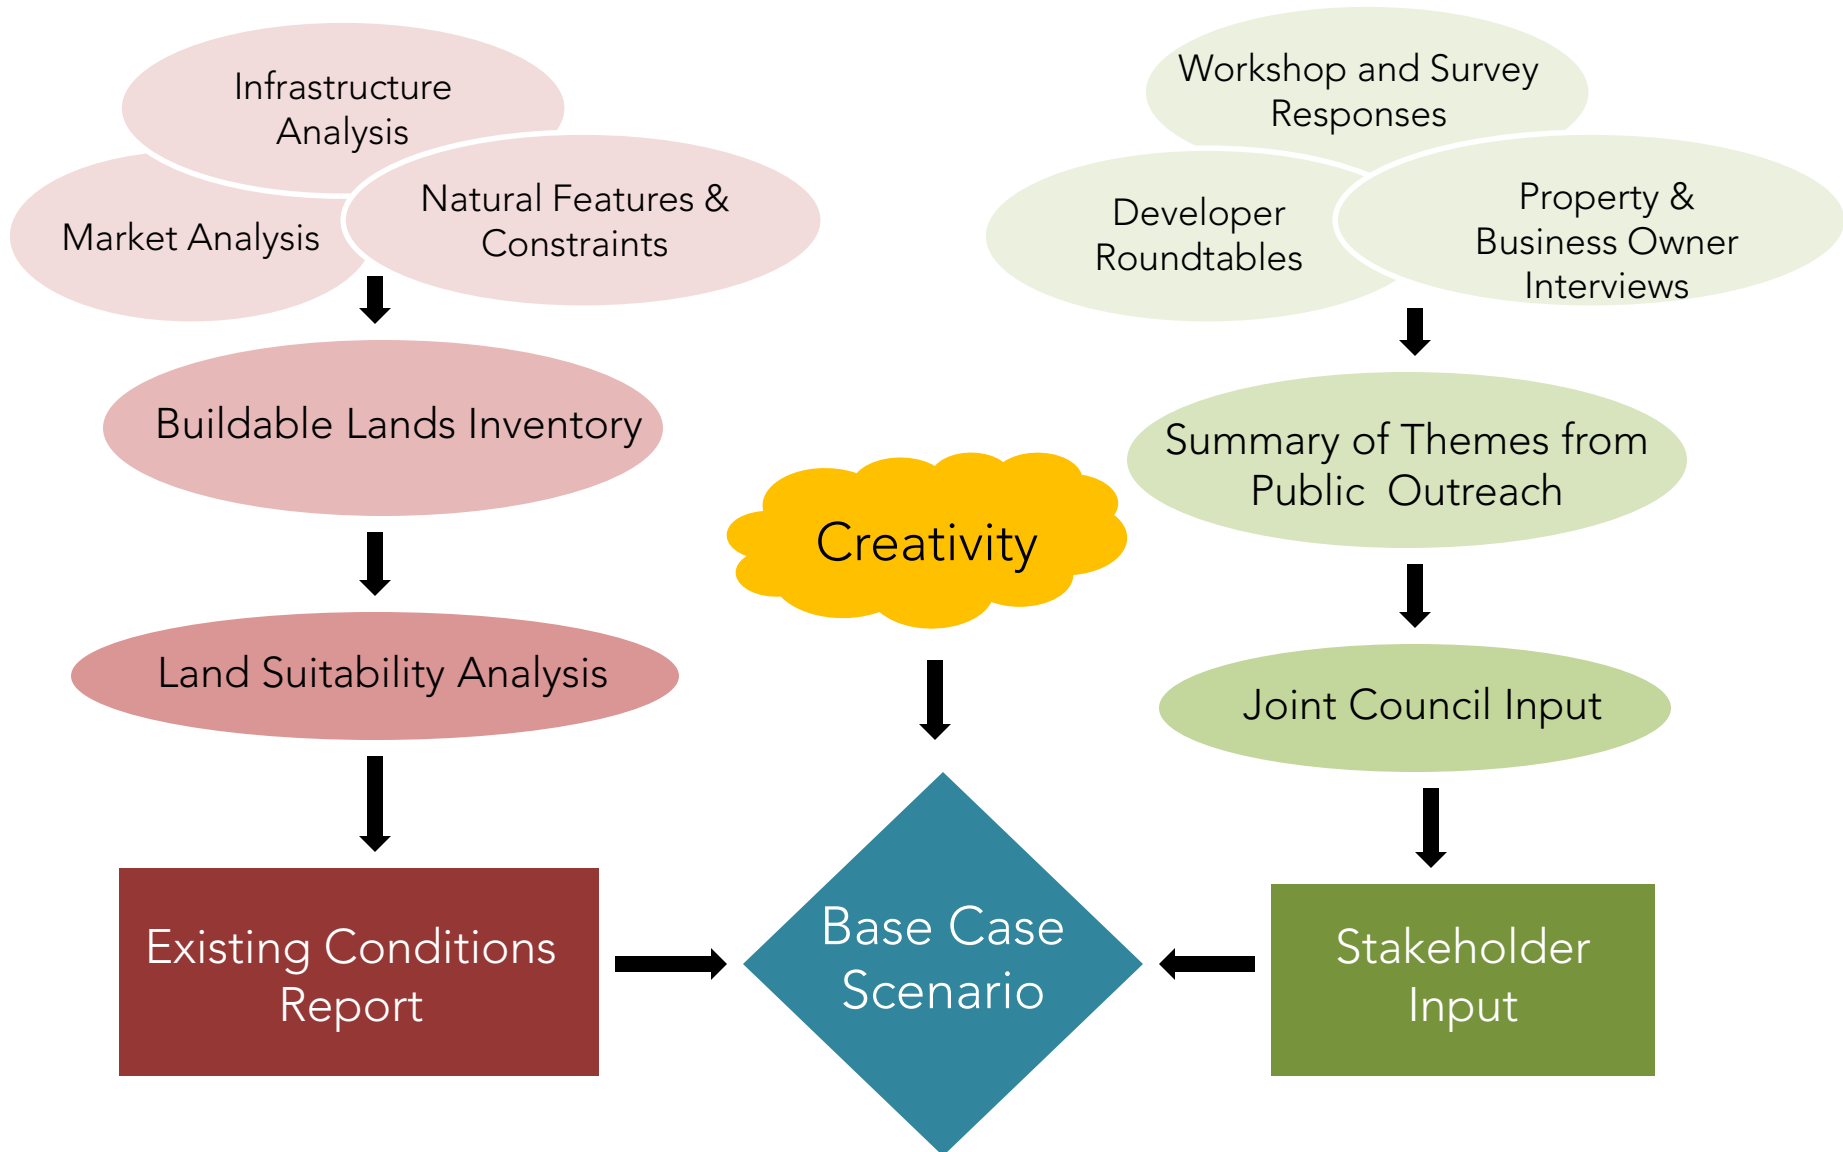 Infrastructure
Analysis
Market Analysis
Natural Features &
Constraints
Buildable Lands Inventory
Land Suitability Analysis
Existing Conditions
Report
Creativity
Base Case
Scenario
Workshop and Survey
Responses
Developer
Roundtables
Property &
Business Owner
Interviews
Summary of Themes from
Public  Outreach
Joint Council Input
Stakeholder
Input